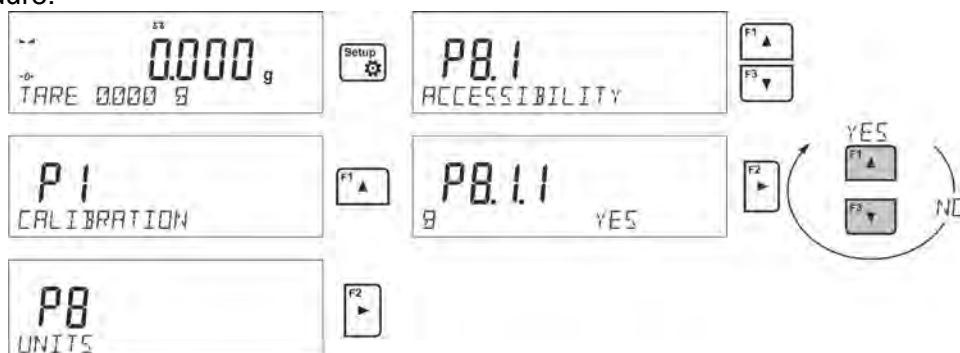 0.000 g
TARE 0.000 g
Setup
P1
CALIBRATION
F1
P8
UNITS
F2
P8.1
ACCESSIBILITY
F1
F3
P8.1.1
g YES
F2
YES
F1
F3
NO